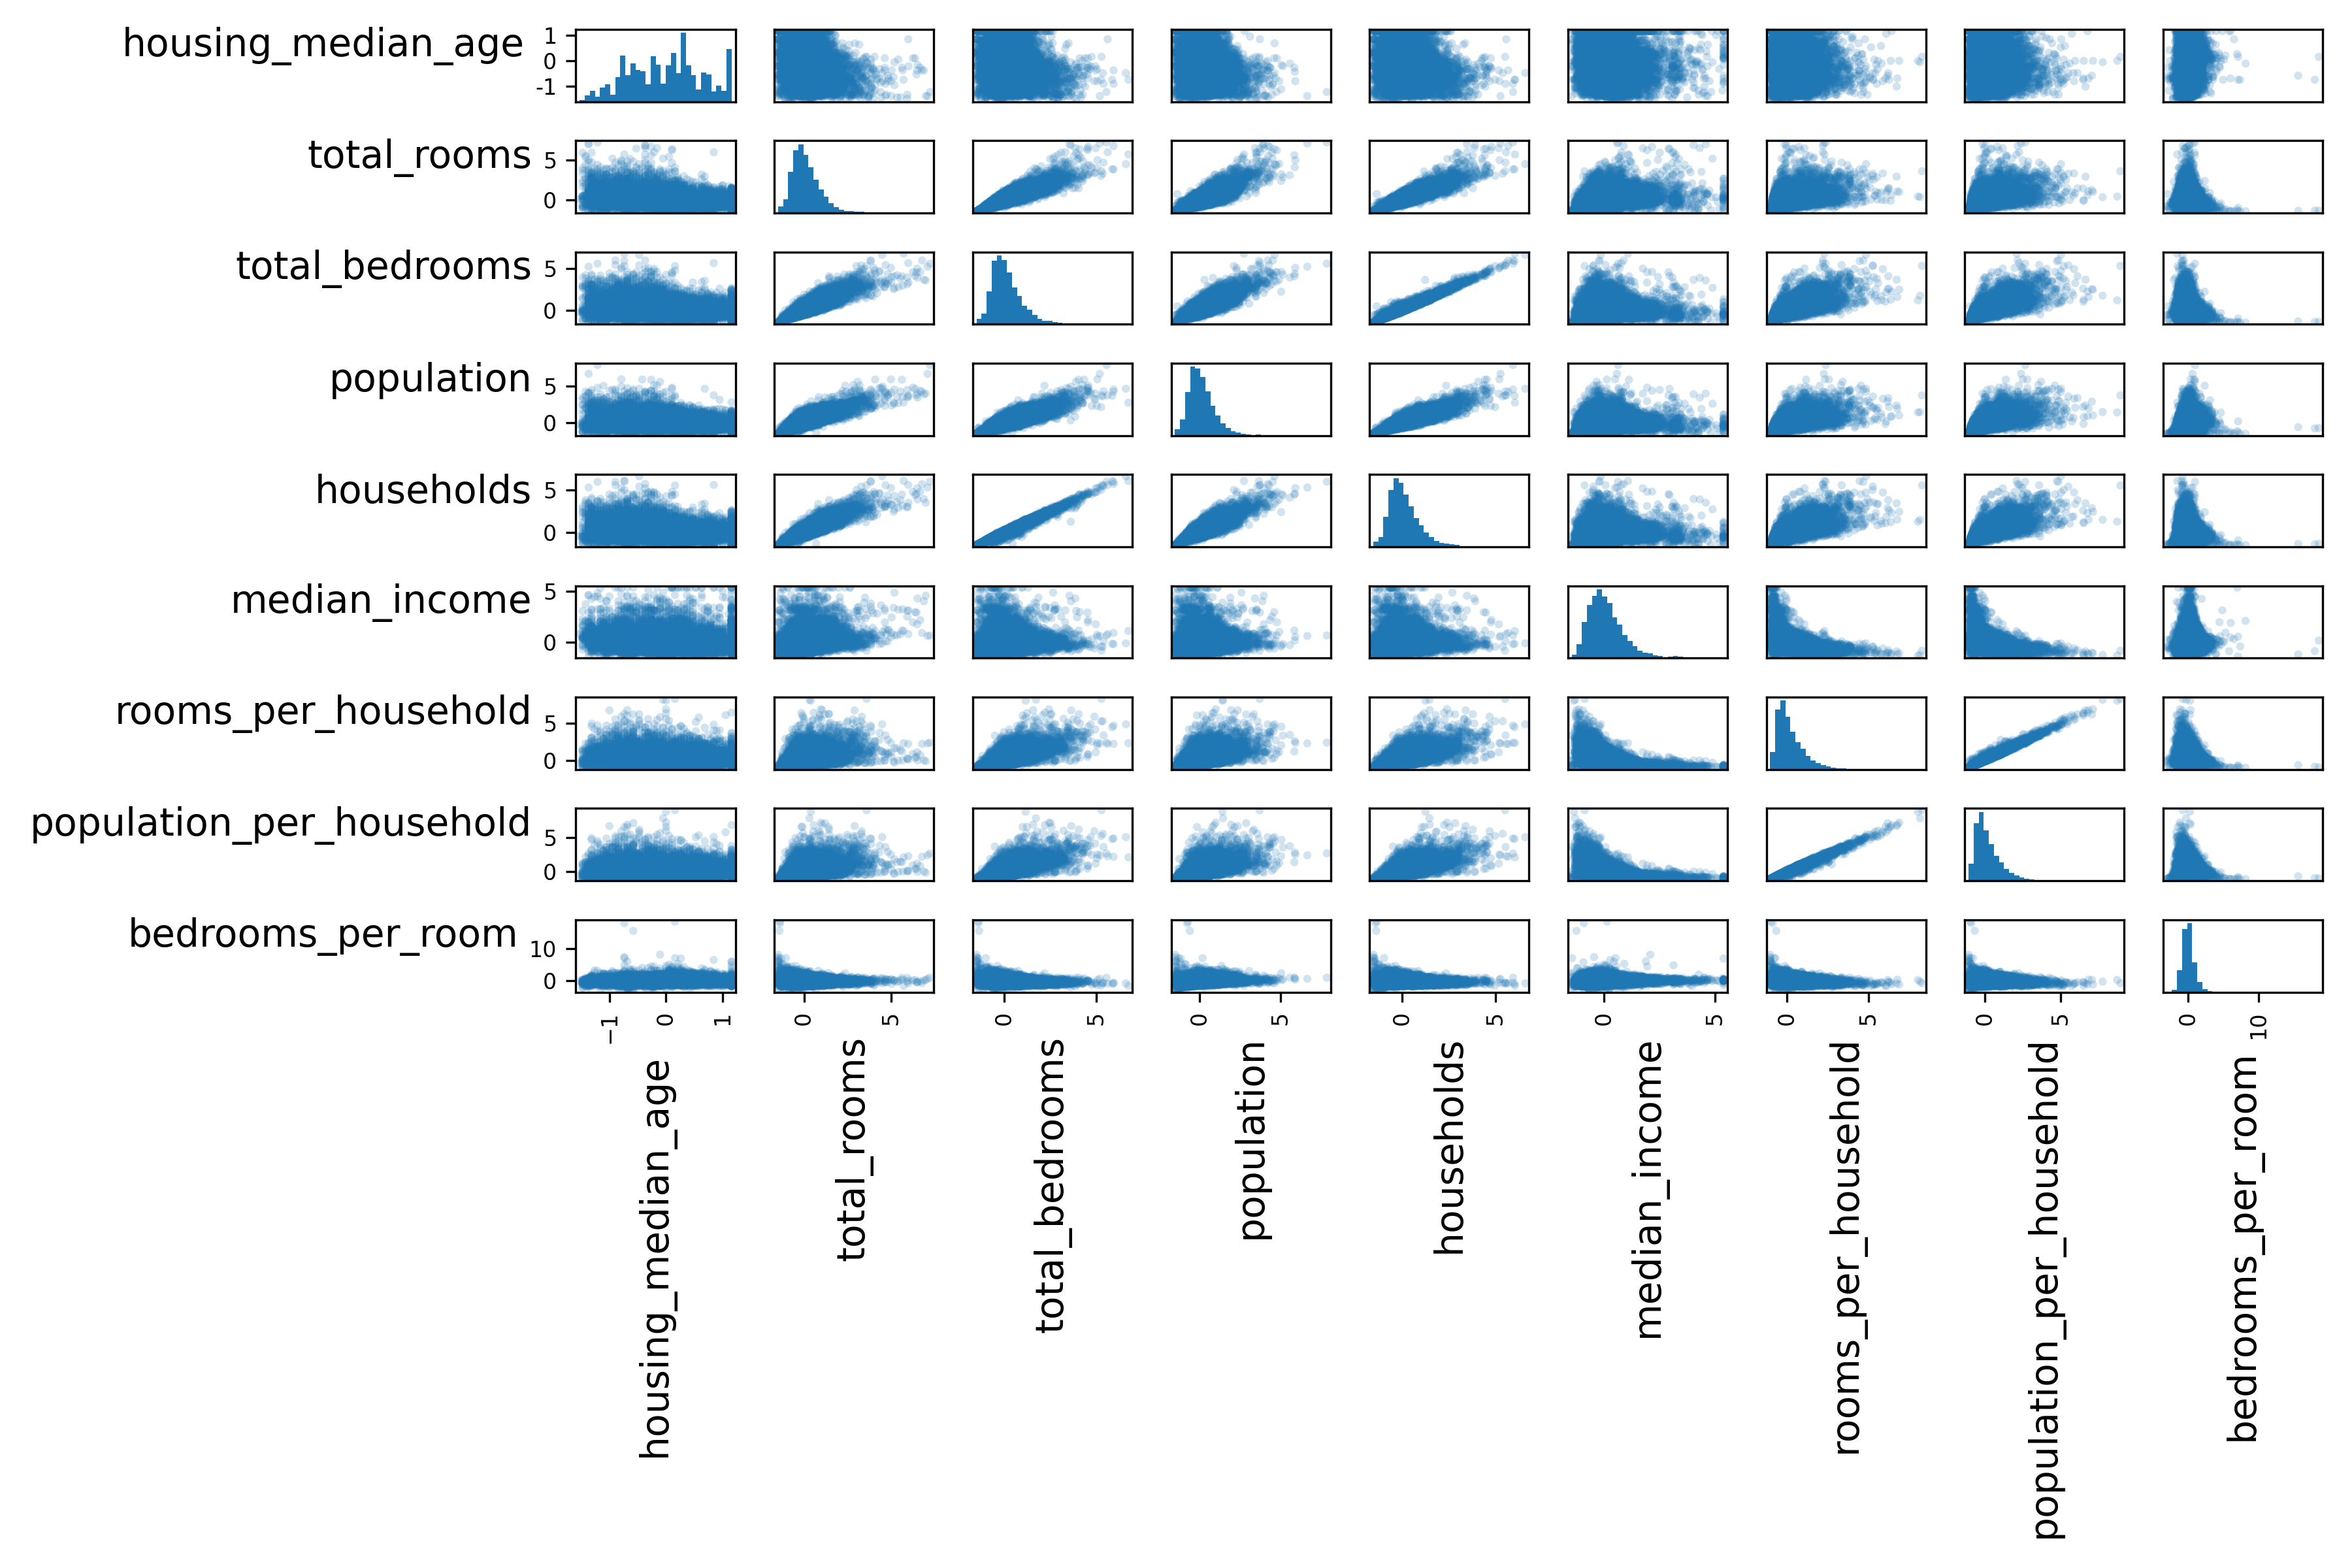 housing_median_age
1
0
-1
total_rooms
5
0
total_bedrooms
5
0
population
5
0
households
5
0
median_income
5
0
rooms_per_household
5
0
population_per_household
5
0
bedrooms_per_room
10
0
−1
0
1
0
5
0
5
0
5
0
5
0
5
0
5
0
5
0
10
housing_median_age
total_rooms
total_bedrooms
population
households
median_income
rooms_per_household
population_per_household
bedrooms_per_room